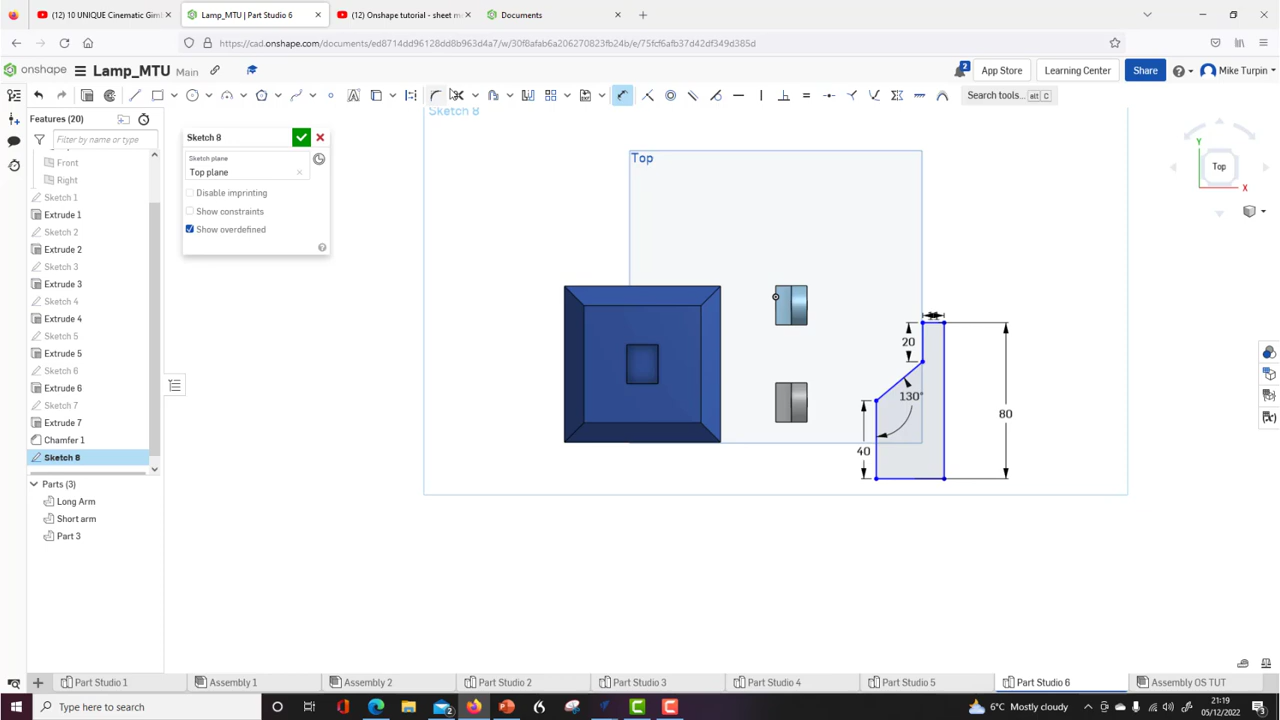 (12) 10 UNIQUE Cinematic Gim
Lamp_MTU | Part Studio 6
(12) Onshape tutorial - sheet m
Documents
https://cad.onshape.com/documents/ed8714dd96128dd8b963d4a7/w/30f8afab6a206270823fb24b/e/75fcf6afb37d42df349d385d
onshape
Lamp_MTU
Main
2
App Store
Learning Center
Share
Mike Turpin
Search tools...
alt C
Features (20)
Filter by name or type
Front
Right
Sketch 1
Extrude 1
Sketch 2
Extrude 2
Sketch 3
Extrude 3
Sketch 4
Extrude 4
Sketch 5
Extrude 5
Sketch 6
Extrude 6
Sketch 7
Extrude 7
Chamfer 1
Sketch 8
Parts (3)
Long Arm
Short arm
Part 3
Sketch 8
Sketch plane
Top plane
Disable imprinting
Show constraints
Show overdefined
Sketch 8
Top
20
130°
40
80
Y
X
Top
Part Studio 1
Assembly 1
Assembly 2
Part Studio 2
Part Studio 3
Part Studio 4
Part Studio 5
Part Studio 6
Assembly OS TUT
Type here to search
2
6°C Mostly cloudy
21:19
05/12/2022
3